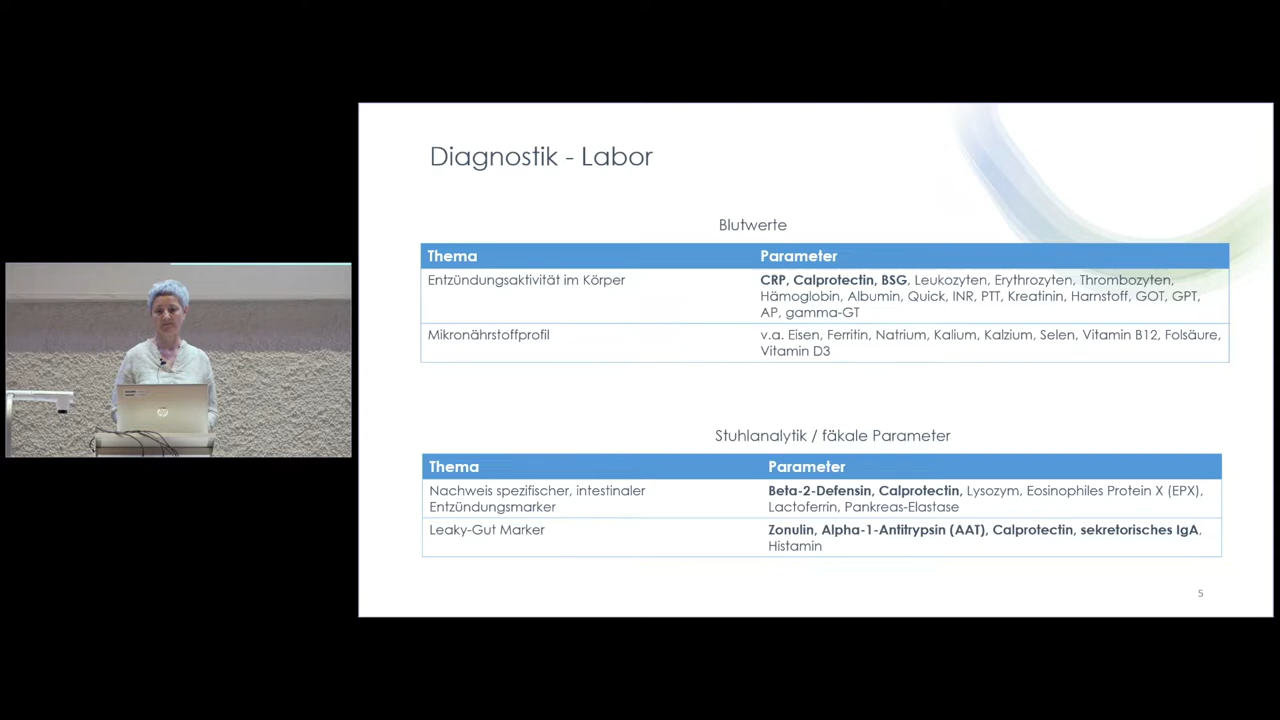 Diagnostik - Labor
Blutwerte
Thema
Parameter
Entzündungsaktivität im Körper
CRP, Calprotectin, BSG, Leukozyten, Erythrozyten, Thrombozyten,
Hämoglobin, Albumin, Quick, INR, PTT, Kreatinin, Harnstoff, GOT, GPT,
AP, gamma-GT
Mikronährstoffprofil
v.a. Eisen, Ferritin, Natrium, Kalium, Kalzium, Selen, Vitamin B12, Folsäure,
Vitamin D3
Stuhlanalytik / fäkale Parameter
Thema
Parameter
Nachweis spezifischer, intestinaler
Entzündungsmarker
Beta-2-Defensin, Calprotectin, Lysozym, Eosinophiles Protein X (EPX),
Lactoferrin, Pankreas-Elastase
Leaky-Gut Marker
Zonulin, Alpha-1-Antitrypsin (AAT), Calprotectin, sekretorisches IgA,
Histamin
5